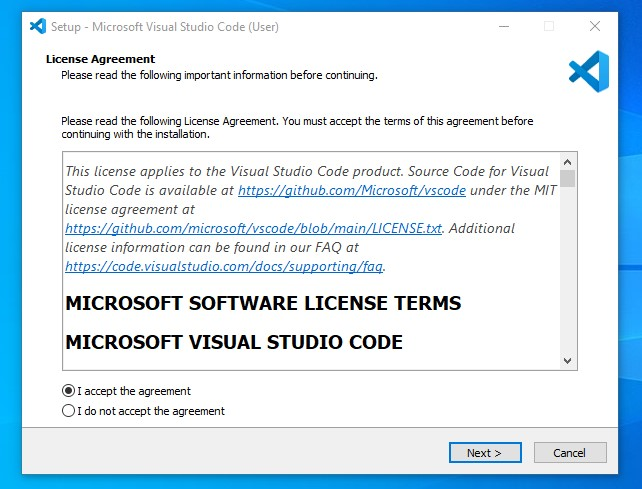 Setup - Microsoft Visual Studio Code (User)
License Agreement
Please read the following important information before continuing.
Please read the following License Agreement. You must accept the terms of this agreement before
continuing with the installation.
This license applies to the Visual Studio Code product. Source Code for Visual
Studio Code is available at https://github.com/Microsoft/vscode under the MIT
license agreement at
https://github.com/microsoft/vscode/blob/main/LICENSE.txt. Additional
license information can be found in our FAQ at
https://code.visualstudio.com/docs/supporting/faq.
MICROSOFT SOFTWARE LICENSE TERMS
MICROSOFT VISUAL STUDIO CODE
I accept the agreement
I do not accept the agreement
Next >
Cancel